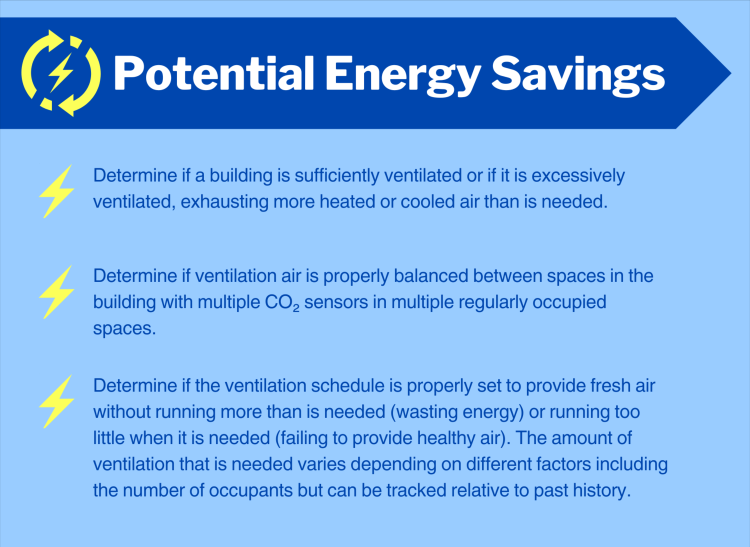 Potential Energy Savings
Determine if a building is sufficiently ventilated or if it is excessively
ventilated, exhausting more heated or cooled air than is needed.
Determine if ventilation air is properly balanced between spaces in the
building with multiple CO₂ sensors in multiple regularly occupied
spaces.
Determine if the ventilation schedule is properly set to provide fresh air
without running more than is needed (wasting energy) or running too
little when it is needed (failing to provide healthy air). The amount of
ventilation that is needed varies depending on different factors including
the number of occupants but can be tracked relative to past history.